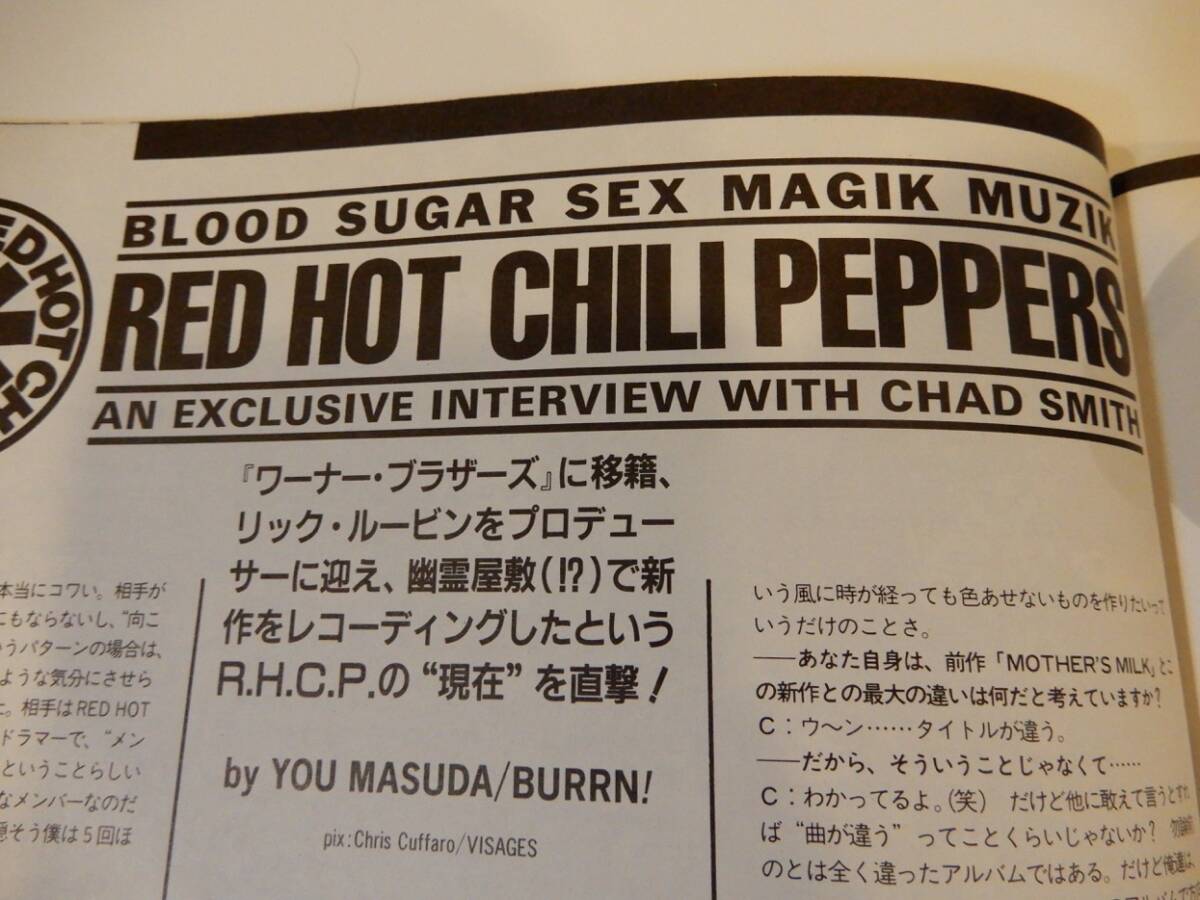 EDHOT CH
BLOOD SUGAR SEX MAGIK MUZIK
RED HOT CHILI PEPPERS
AN EXCLUSIVE INTERVIEW WITH CHAD SMITH
『ワーナー・ブラザーズ』に移籍、
リック・ルービンをプロデュー
サーに迎え、幽霊屋敷(!?)で新
作をレコーディングしたという
R.H.C.P.の“現在”を直撃!
by YOU MASUDA/BURRN!
pix:Chris Cuffaro/VISAGES
本当にコワい。相手が
にもならないし、“向こ
いうパターンの場合は、
ような気分にさせら
相手はRED HOT
ドラマーで、“メン
ということらしい
なメンバーなのだ
隠そう僕は5回ほ
いう風に時が経っても色あせないものを作りたいって
いうだけのことさ。
——あなた自身は、前作「MOTHER'S MILK」とこ
の新作との最大の違いは何だと考えていますか?
C:ウ〜ン……タイトルが違う。
——だから、そういうことじゃなくて……
C:わかってるよ。(笑) だけど他に敢えて言うとすれ
ば“曲が違う”ってことくらいじゃないか?
のとは全く違ったアルバムではある。だけど俺達は、